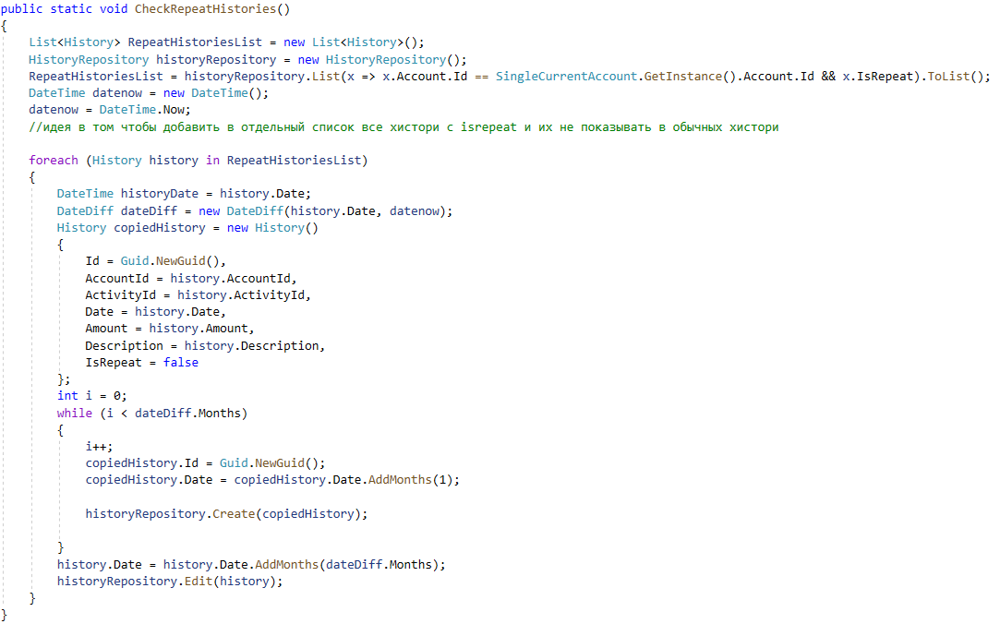 public static void CheckRepeatHistories()
{
List<History> RepeatHistoriesList = new List<History>();
HistoryRepository historyRepository = new HistoryRepository();
RepeatHistoriesList = historyRepository.List(x => x.Account.Id == SingleCurrentAccount.GetInstance().Account.Id && x.IsRepeat).ToList();
DateTime datenow = new DateTime();
datenow = DateTime.Now;
//идея в том чтобы добавить в отдельный список все хистори с isrepeat и их не показывать в обычных хистори
foreach (History history in RepeatHistoriesList)
{
DateTime historyDate = history.Date;
DateDiff dateDiff = new DateDiff(history.Date, datenow);
History copiedHistory = new History()
{
Id = Guid.NewGuid(),
AccountId = history.AccountId,
ActivityId = history.ActivityId,
Date = history.Date,
Amount = history.Amount,
Description = history.Description,
IsRepeat = false
};
int i = 0;
while (i < dateDiff.Months)
{
i++;
copiedHistory.Id = Guid.NewGuid();
copiedHistory.Date = copiedHistory.Date.AddMonths(1);
historyRepository.Create(copiedHistory);
}
history.Date = history.Date.AddMonths(dateDiff.Months);
historyRepository.Edit(history);
}
}